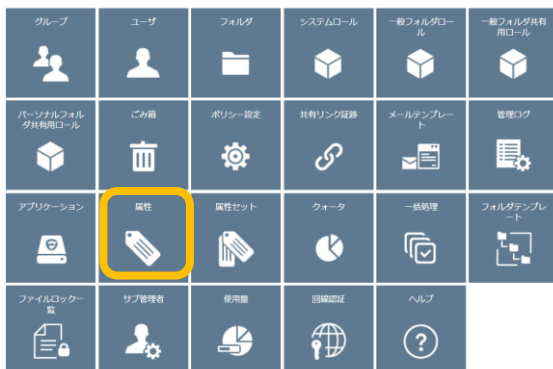 グループ
ユーザ
フォルダ
システムロール
一般フォルダロー
ル
一般フォルダ共有
用ロール
パーソナルフォル
ダ共有用ロール
ごみ箱
ポリシー設定
共有リンク証跡
メールテンプレー
ト
管理ログ
アプリケーション
属性
属性セット
クォータ
一括処理
フォルダテンプレ
ート
ファイルロック一
覧
サブ管理者
使用量
回線認証
ヘルプ
?